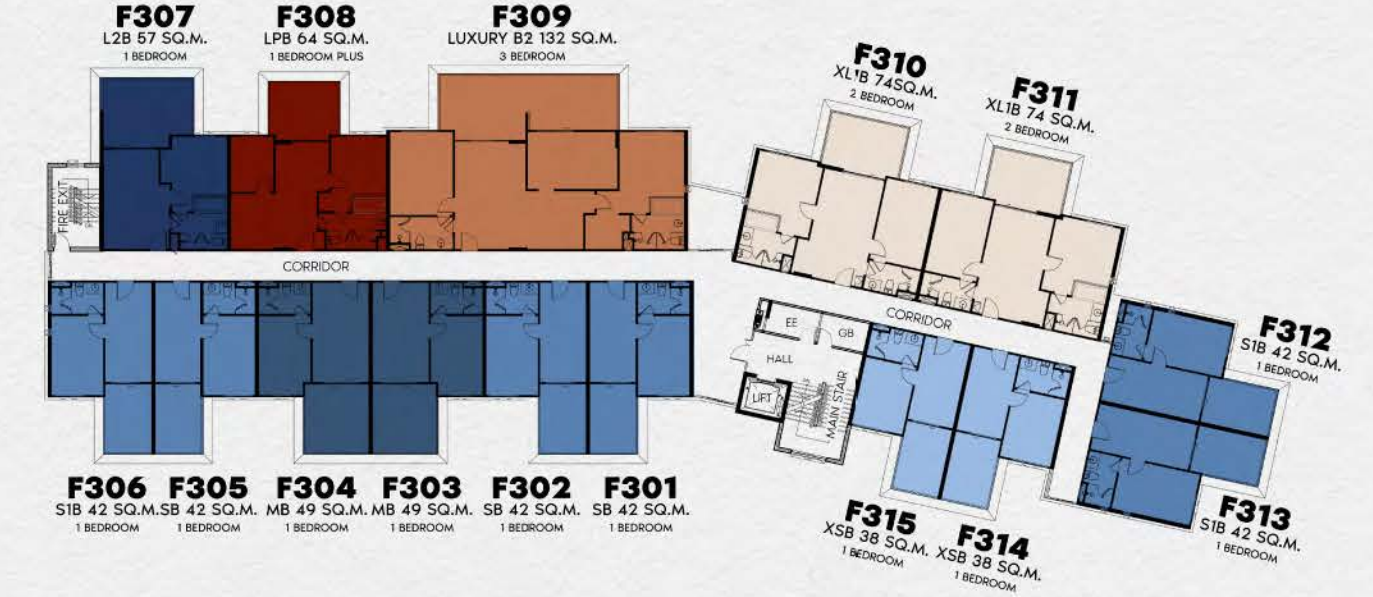 F307
L2B 57 SQ.M.
1 BEDROOM
F308
LPB 64 SQ.M.
1 BEDROOM PLUS
F309
LUXURY B2 132 SQ.M.
3 BEDROOM
F310
XL1B 74SQ.M.
2 BEDROOM
F311
XL1B 74 SQ.M.
2 BEDROOM
FIRE EXIT
CORRIDOR
CORRIDOR
EE
GB
HALL
LIFT
MAIN STAIR
F312
S1B 42 SQ.M.
1 BEDROOM
F306
S1B 42 SQ.M.
1 BEDROOM
F305
SB 42 SQ.M.
1 BEDROOM
F304
MB 49 SQ.M.
1 BEDROOM
F303
MB 49 SQ.M.
1 BEDROOM
F302
SB 42 SQ.M.
1 BEDROOM
F301
SB 42 SQ.M.
1 BEDROOM
F315
XSB 38 SQ.M.
1 BEDROOM
F314
XSB 38 SQ.M.
1 BEDROOM
F313
S1B 42 SQ.M.
1 BEDROOM